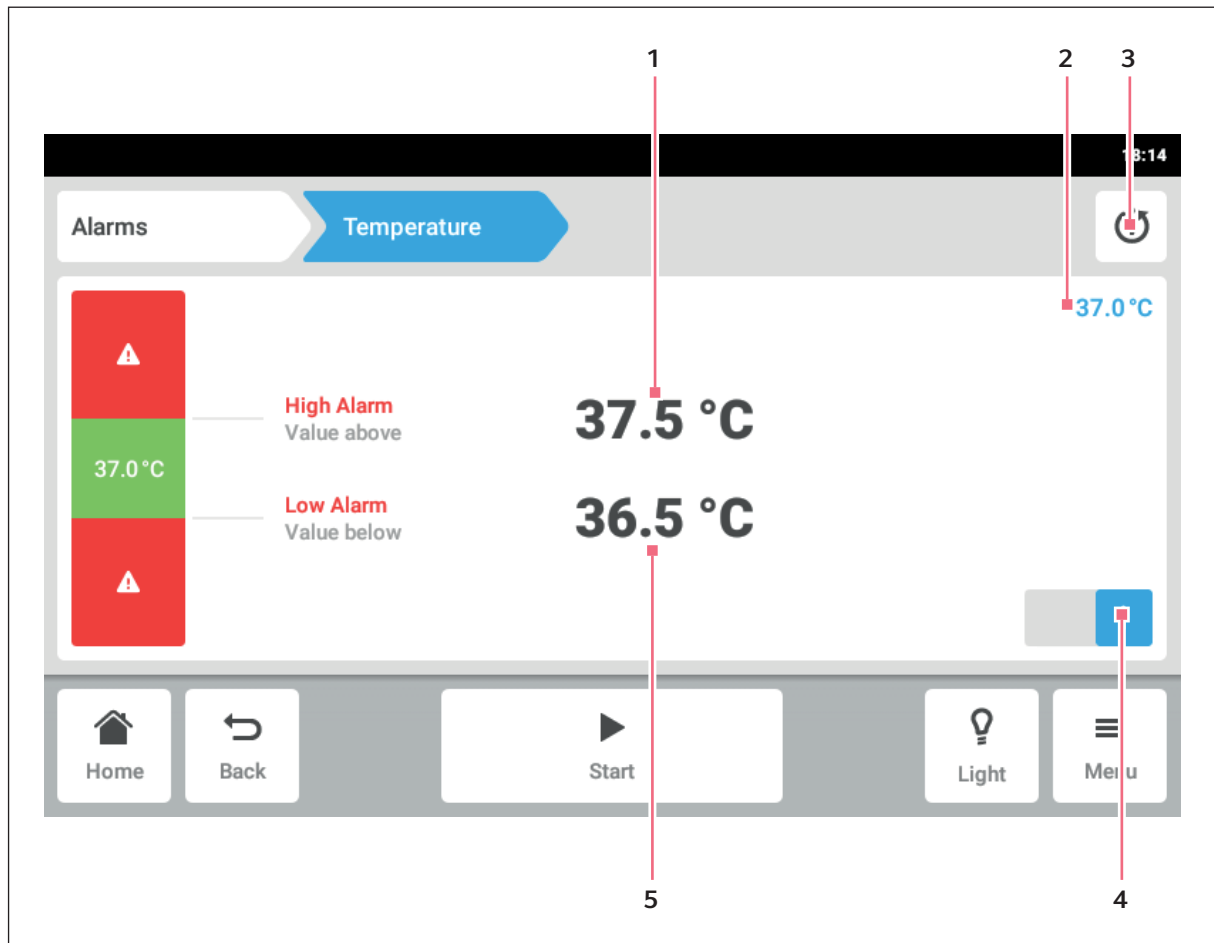 1
2
3
18:14
Alarms
Temperature
37.0 °C
High Alarm
Value above
37.5 °C
37.0 °C
Low Alarm
Value below
36.5 °C
Home
Back
Start
Light
Menu
5
4